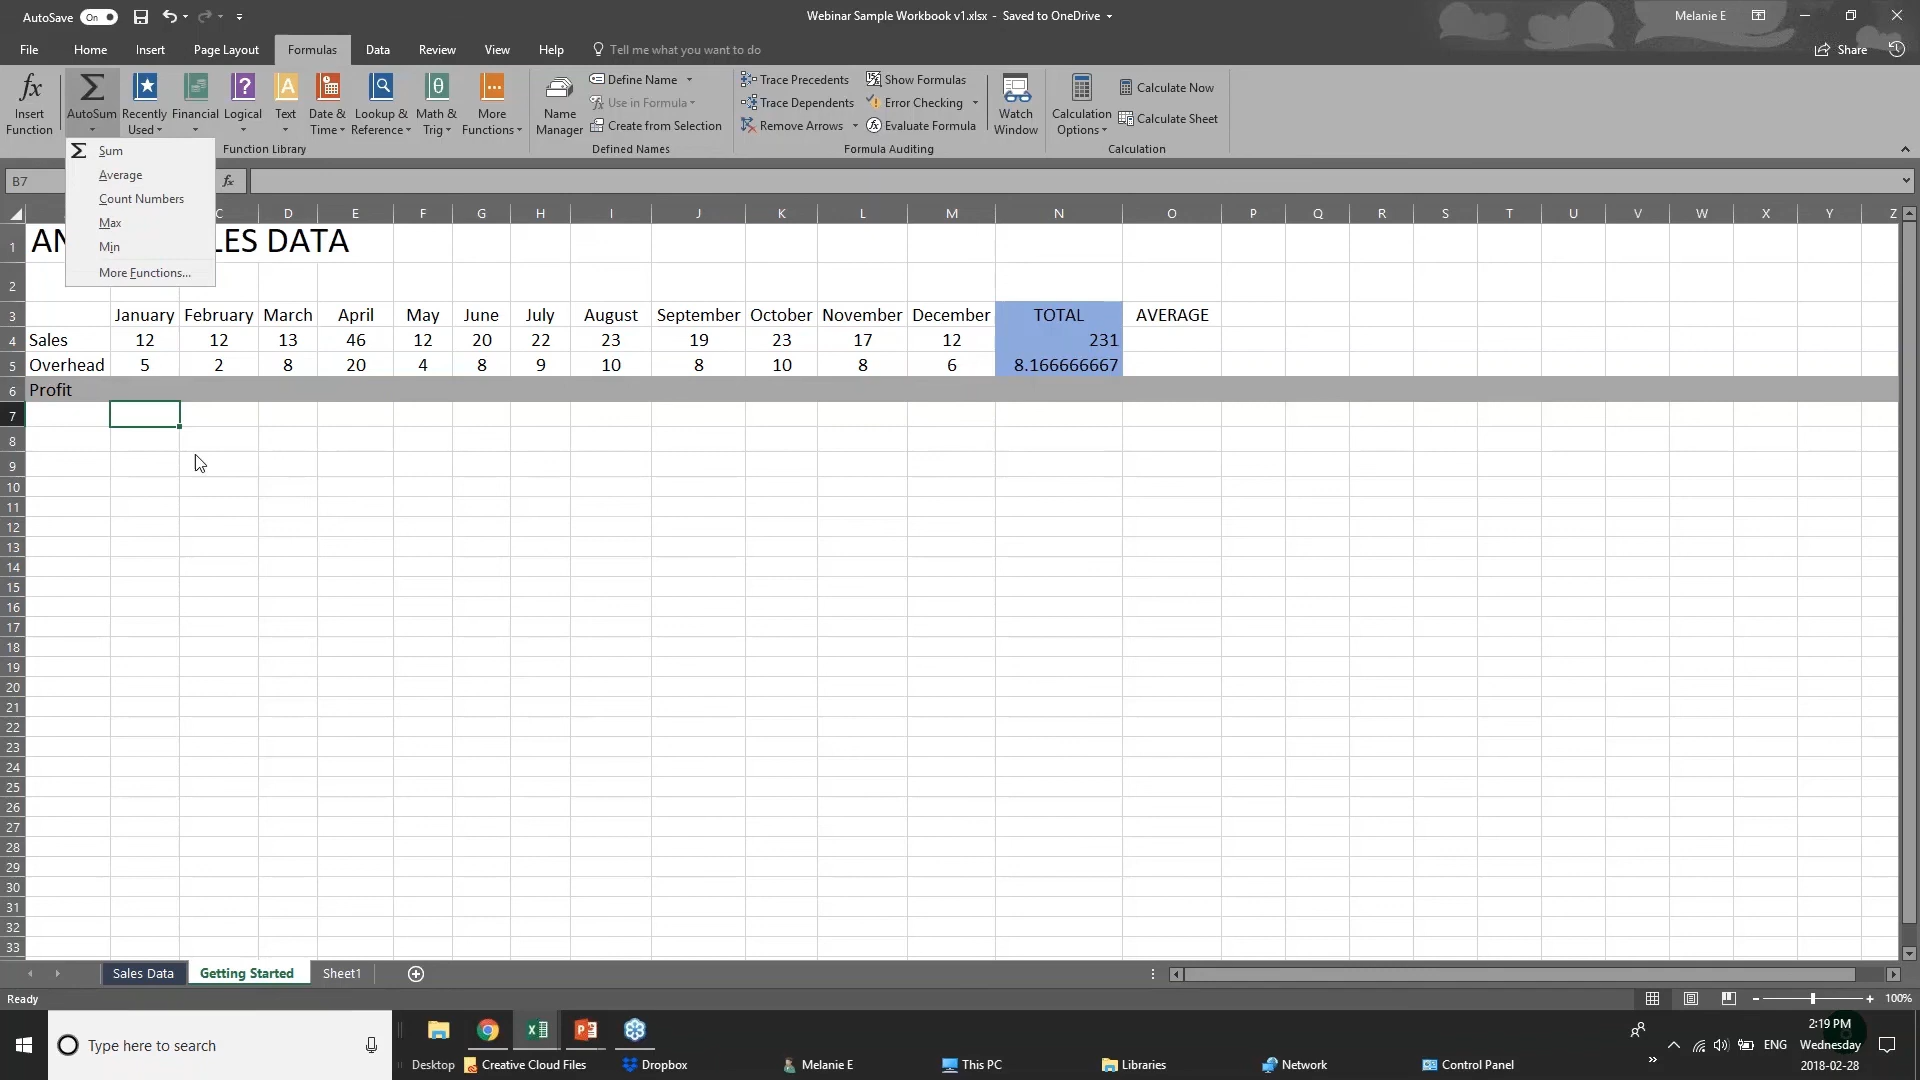 AutoSave On
Webinar Sample Workbook v1.xlsx - Saved to OneDrive
Melanie E
File Home Insert Page Layout Formulas Data Review View Help Tell me what you want to do
Share
fx
Insert Function
AutoSum
Recently Used
Financial
Logical
Text
Date & Time
Lookup & Reference
Math & Trig
More Functions
Function Library
Name Manager
Define Name
Use in Formula
Create from Selection
Defined Names
Trace Precedents
Trace Dependents
Remove Arrows
Show Formulas
Error Checking
Evaluate Formula
Formula Auditing
Watch Window
Calculation Options
Calculate Now
Calculate Sheet
Calculation
Sum
Average
Count Numbers
Max
Min
More Functions...
B7
fx
C D E F G H I J K L M N O P Q R S T U V W X Y Z
1 AN LES DATA
2
3 January February March April May June July August September October November December TOTAL AVERAGE
4 Sales 12 12 13 46 12 20 22 23 19 23 17 12 231
5 Overhead 5 2 8 20 4 8 9 10 8 10 8 6 8.166666667
6 Profit
7
8
9
10
11
12
13
14
15
16
17
18
19
20
21
22
23
24
25
26
27
28
29
30
31
32
33
Sales Data Getting Started Sheet1
Ready
100%
Type here to search
Desktop Creative Cloud Files Dropbox Melanie E This PC Libraries Network Control Panel
ENG
2:19 PM
Wednesday
2018-02-28